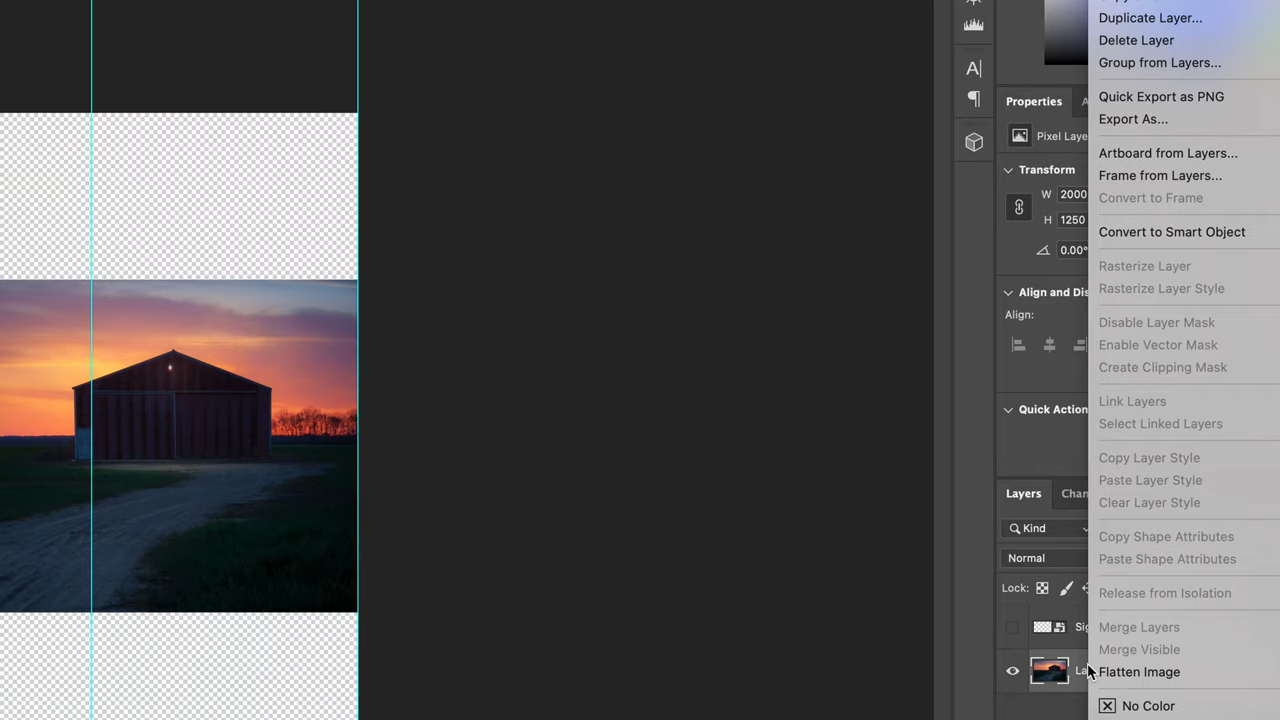 Duplicate Layer...
Delete Layer
Group from Layers...
Quick Export as PNG
Export As...
Artboard from Layers...
Frame from Layers...
Convert to Frame
Convert to Smart Object
Rasterize Layer
Rasterize Layer Style
Disable Layer Mask
Enable Vector Mask
Create Clipping Mask
Link Layers
Select Linked Layers
Copy Layer Style
Paste Layer Style
Clear Layer Style
Copy Shape Attributes
Paste Shape Attributes
Release from Isolation
Merge Layers
Merge Visible
Flatten Image
No Color
A|
Properties A
Pixel Laye
Transform
W 2000
H 1250
0.00°
Align and Dis
Align:
Quick Action
Layers Chan
Kind
Normal
Lock:
Sig
La